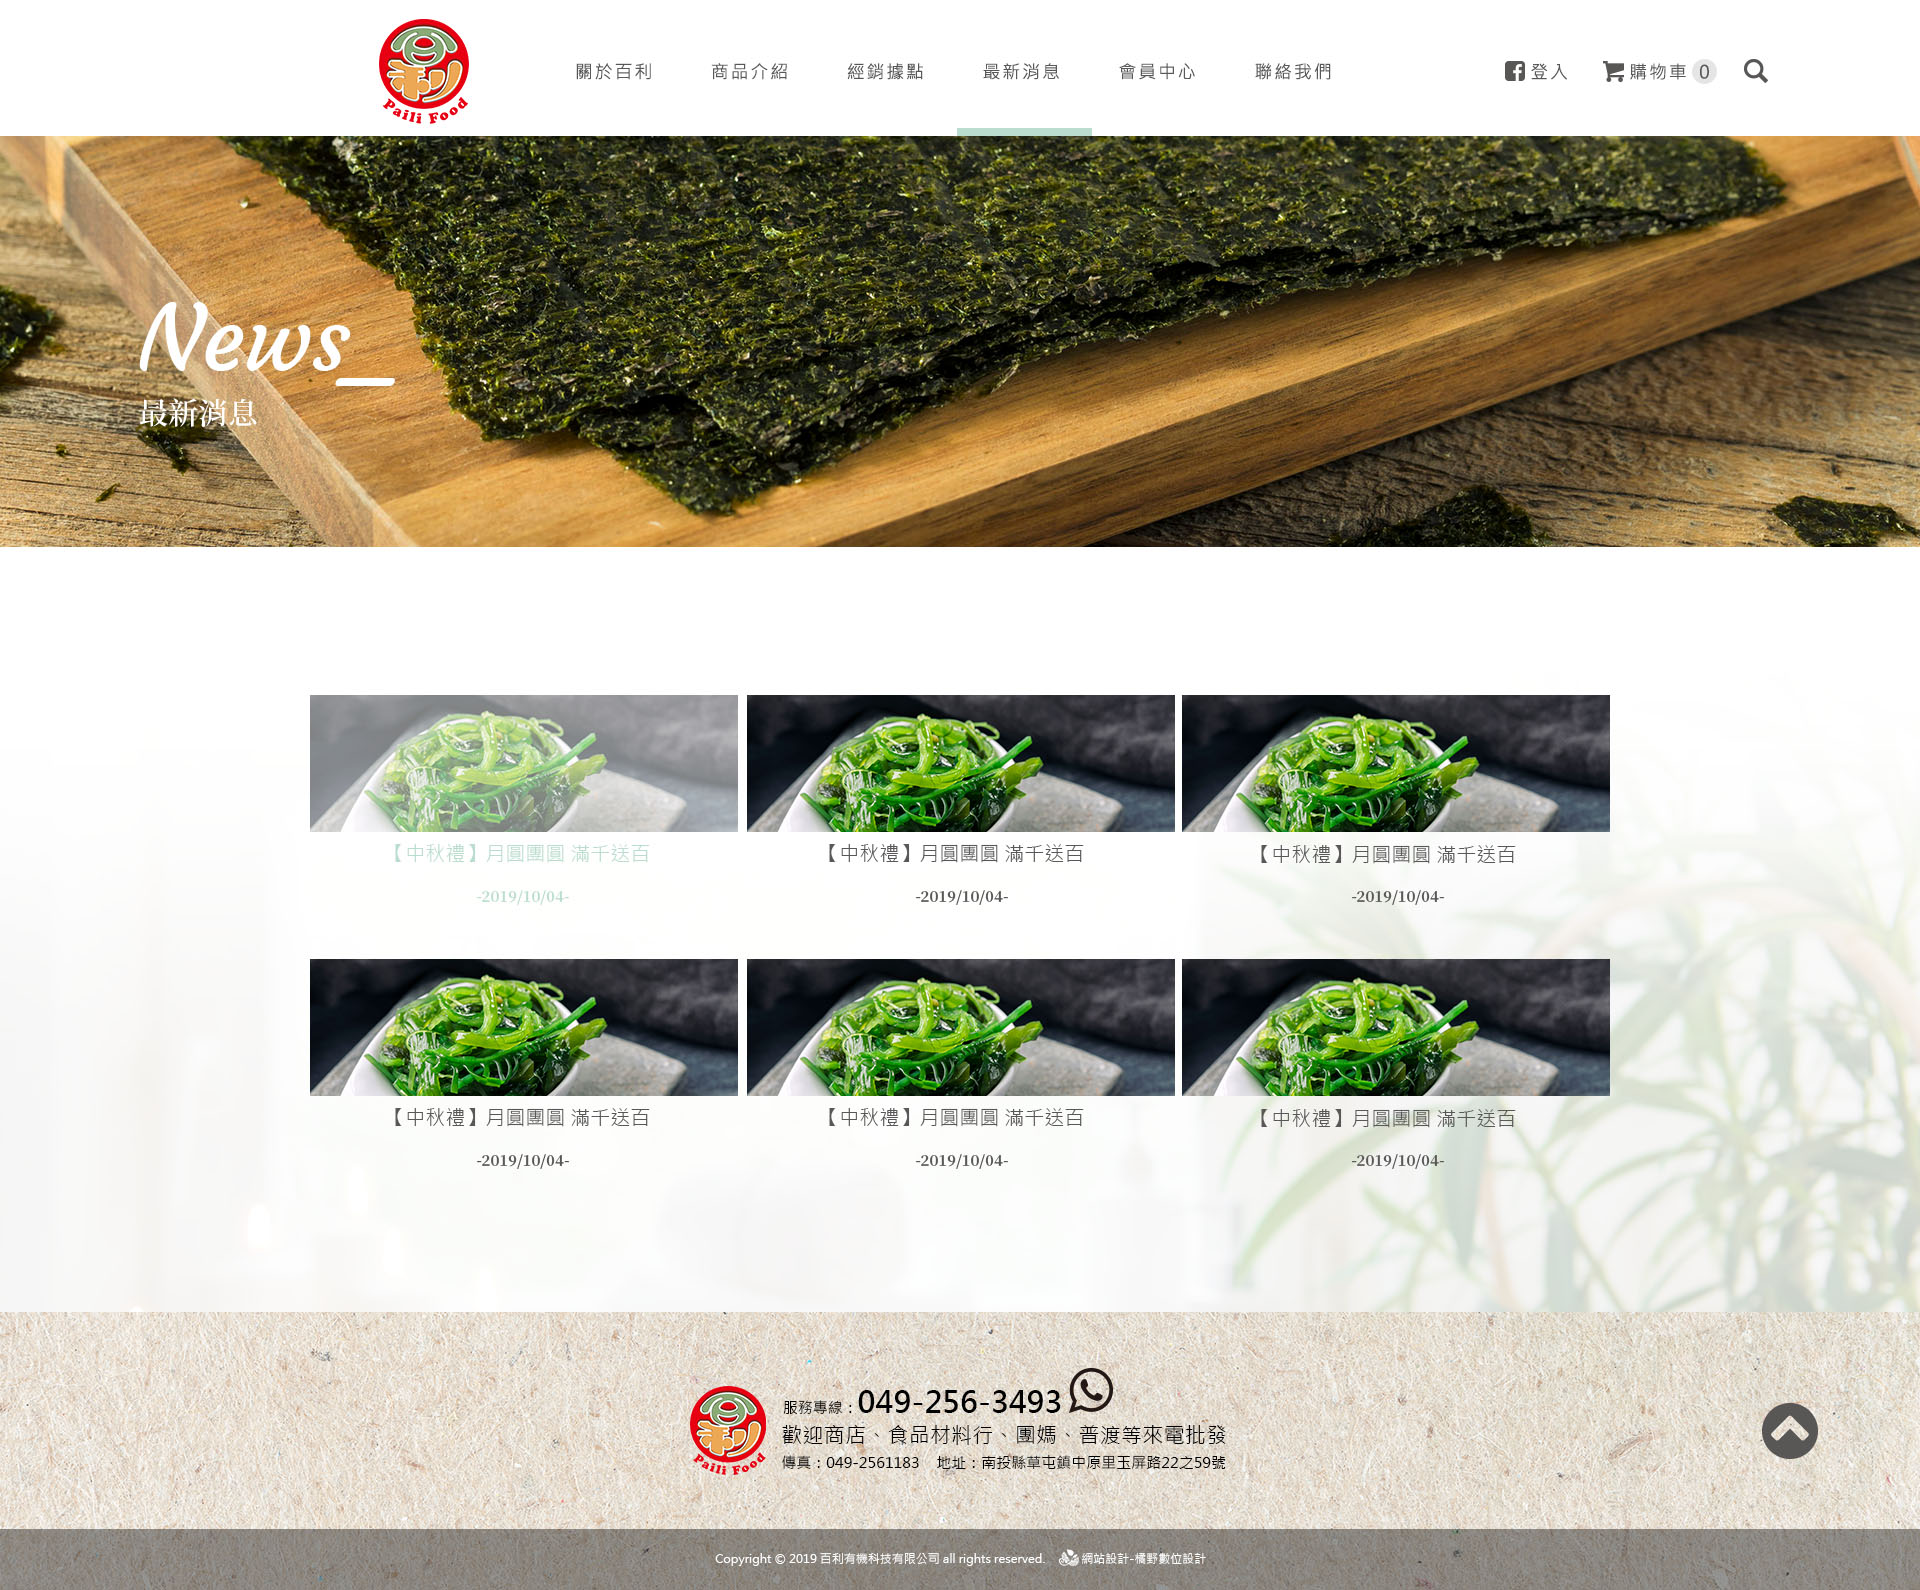 Paili Food
關於百利 商品介紹 經銷據點 最新消息 會員中心 聯絡我們 登入 購物車 0
News_
最新消息
【中秋禮】月圓團圓 滿千送百
-2019/10/04-
【中秋禮】月圓團圓 滿千送百
-2019/10/04-
【中秋禮】月圓團圓 滿千送百
-2019/10/04-
【中秋禮】月圓團圓 滿千送百
-2019/10/04-
【中秋禮】月圓團圓 滿千送百
-2019/10/04-
【中秋禮】月圓團圓 滿千送百
-2019/10/04-
Paili Food
服務專線：049-256-3493
歡迎商店、食品材料行、團媽、普渡等來電批發
傳真：049-2561183 地址：南投縣草屯鎮中原里玉屏路22之59號
Copyright © 2019 百利有機科技有限公司 all rights reserved. 網站設計-橘野數位設計